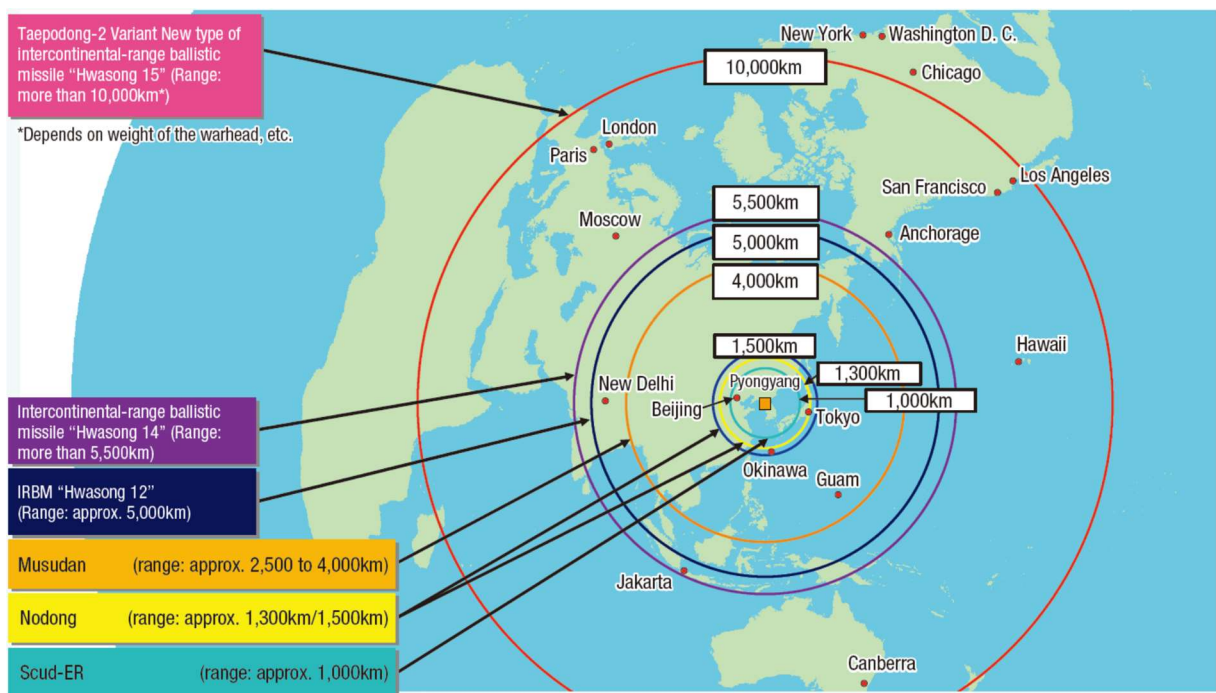 Taepodong-2 Variant New type of
intercontinental-range ballistic
missile “Hwasong 15” (Range:
more than 10,000km*)
*Depends on weight of the warhead, etc.
New York
Washington D. C.
Chicago
10,000km
London
Paris
Los Angeles
San Francisco
5,500km
Moscow
Anchorage
5,000km
4,000km
1,500km
Hawaii
1,300km
New Delhi
Pyongyang
1,000km
Beijing
Tokyo
Okinawa
Guam
Jakarta
Canberra
Intercontinental-range ballistic
missile “Hwasong 14” (Range:
more than 5,500km)
IRBM “Hwasong 12”
(Range: approx. 5,000km)
Musudan (range: approx. 2,500 to 4,000km)
Nodong (range: approx. 1,300km/1,500km)
Scud-ER (range: approx. 1,000km)